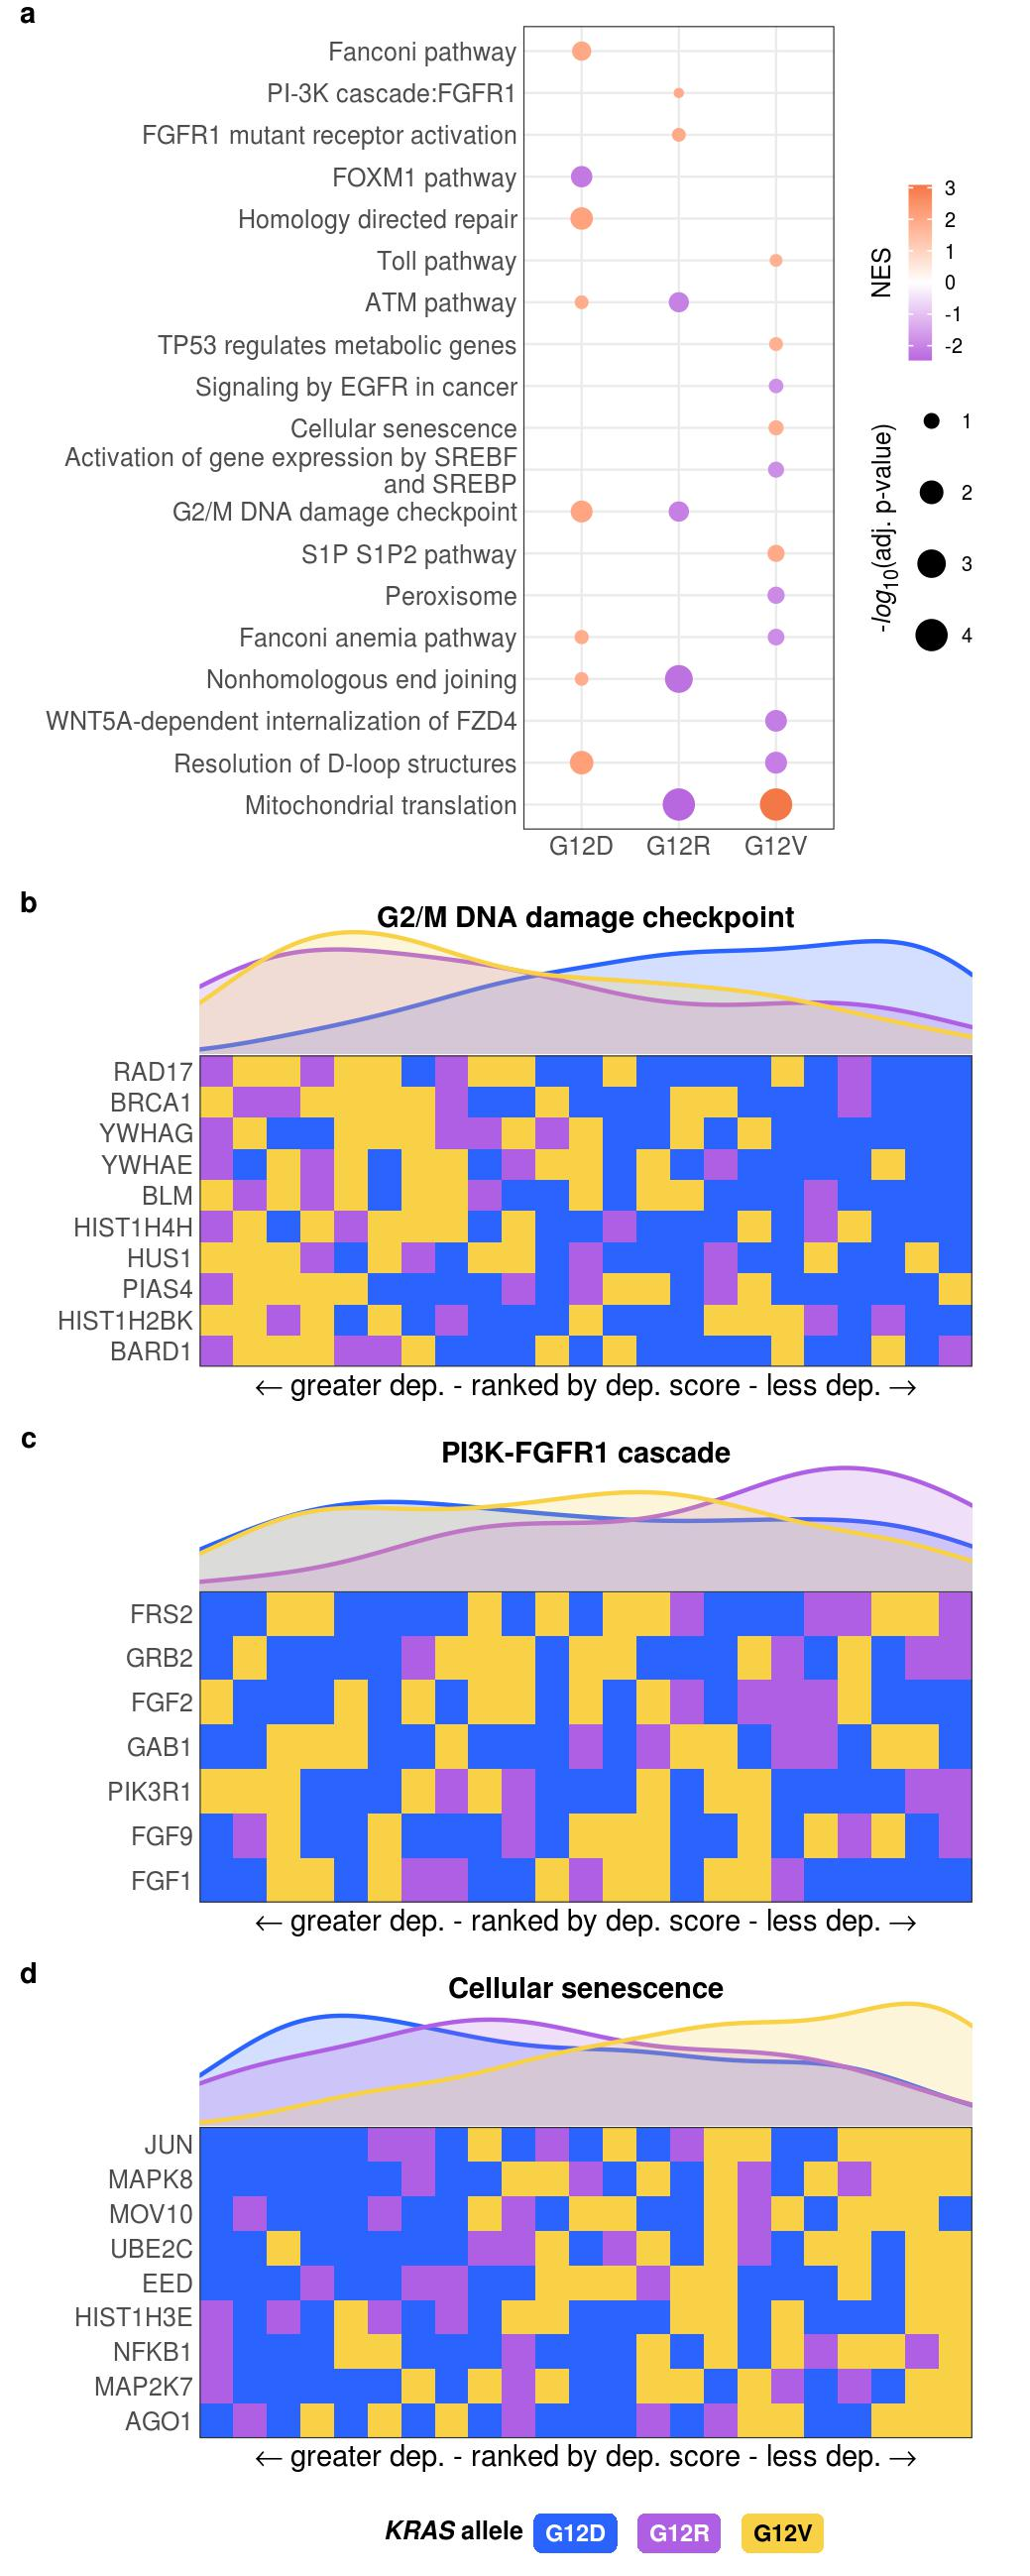 a
Fanconi pathway
PI-3K cascade:FGFR1
FGFR1 mutant receptor activation
FOXM1 pathway
Homology directed repair
Toll pathway
ATM pathway
TP53 regulates metabolic genes
Signaling by EGFR in cancer
Cellular senescence
Activation of gene expression by SREBF
and SREBP
G2/M DNA damage checkpoint
S1P S1P2 pathway
Peroxisome
Fanconi anemia pathway
Nonhomologous end joining
WNT5A-dependent internalization of FZD4
Resolution of D-loop structures
Mitochondrial translation
G12D G12R G12V
NES
3
2
1
0
-1
-2
-log10(adj. p-value)
1
2
3
4
b
G2/M DNA damage checkpoint
RAD17
BRCA1
YWHAG
YWHAE
BLM
HIST1H4H
HUS1
PIAS4
HIST1H2BK
BARD1
← greater dep. - ranked by dep. score - less dep. →
c
PI3K-FGFR1 cascade
FRS2
GRB2
FGF2
GAB1
PIK3R1
FGF9
FGF1
← greater dep. - ranked by dep. score - less dep. →
d
Cellular senescence
JUN
MAPK8
MOV10
UBE2C
EED
HIST1H3E
NFKB1
MAP2K7
AGO1
← greater dep. - ranked by dep. score - less dep. →
KRAS allele G12D G12R G12V